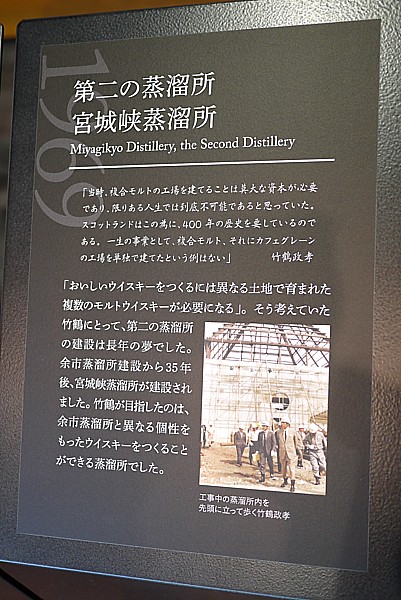 1969
第二の蒸溜所
宮城峡蒸溜所
Miyagikyo Distillery, the Second Distillery
「当時、複合モルトの工場を建てることは莫大な資本が必要
であり、限りある人生では到底不可能であると思っていた。
スコットランドはこの為に、400年の歴史を要しているので
ある。一生の事業として、複合モルト、それにカフェグレーン
の工場を単独で建てたという例はない」 竹鶴政孝
「おいしいウイスキーをつくるには異なる土地で育まれた
複数のモルトウイスキーが必要になる」。そう考えていた
竹鶴にとって、第二の蒸溜所
の建設は長年の夢でした。
余市蒸溜所建設から35年
後、宮城峡蒸溜所が建設され
ました。竹鶴が目指したのは、
余市蒸溜所と異なる個性を
もったウイスキーをつくること
ができる蒸溜所でした。
工事中の蒸溜所内を
先頭に立って歩く竹鶴政孝